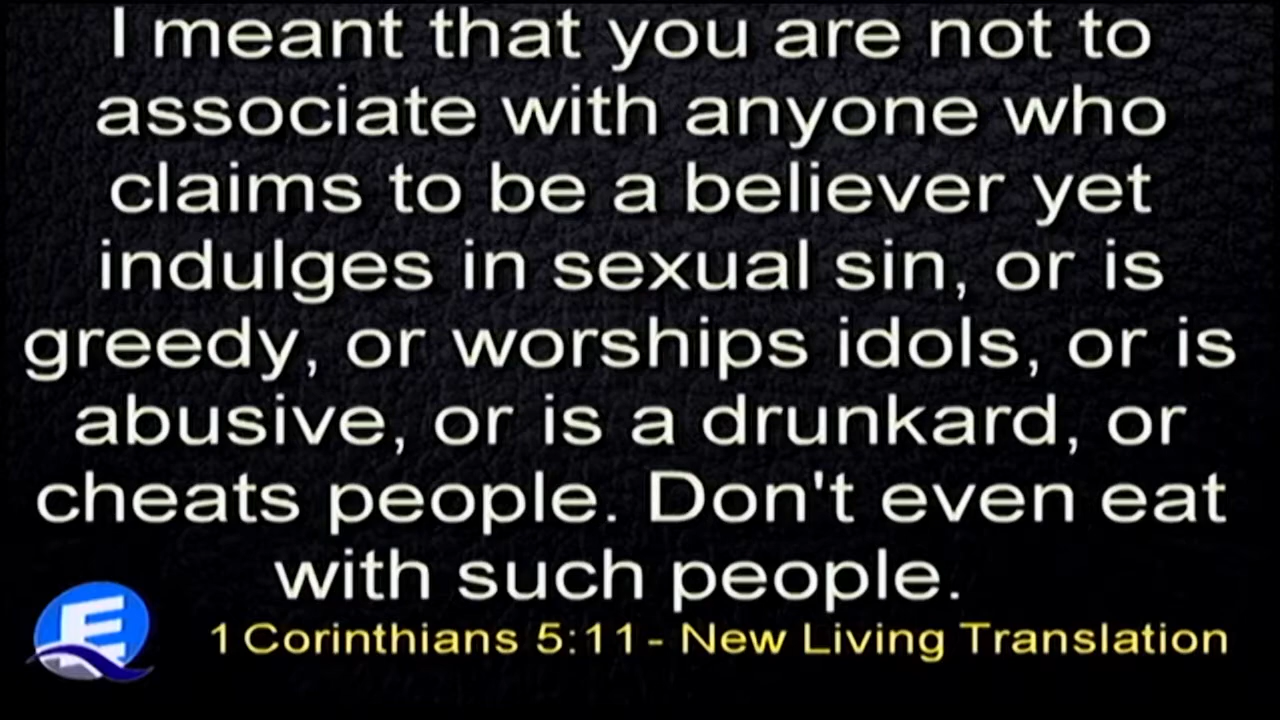 I meant that you are not to
associate with anyone who
claims to be a believer yet
indulges in sexual sin, or is
greedy, or worships idols, or is
abusive, or is a drunkard, or
cheats people. Don't even eat
with such people.
E
1 Corinthians 5:11 - New Living Translation